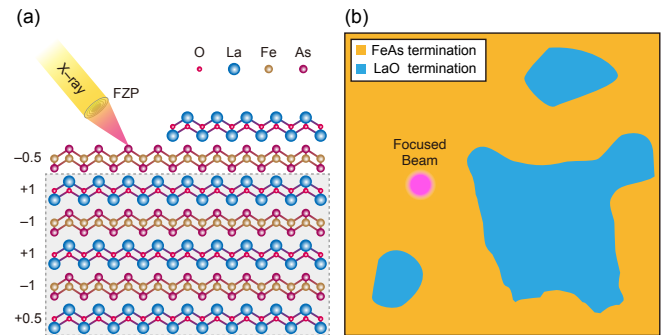 (a)
X–ray
FZP
O La Fe As
–0.5
+1
–1
+1
–1
+0.5
(b)
FeAs termination
LaO termination
Focused
Beam